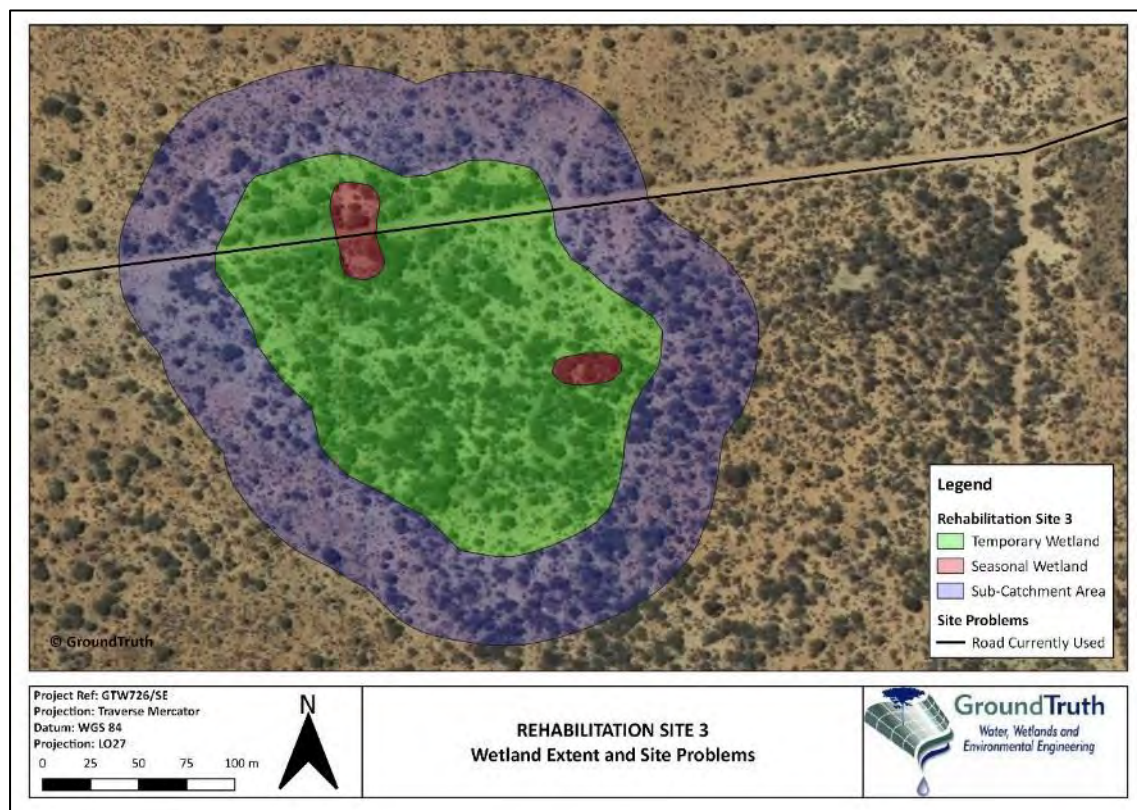 Legend
Rehabilitation Site 3
Temporary Wetland
Seasonal Wetland
Sub-Catchment Area
Site Problems
Road Currently Used
© GroundTruth
Project Ref: GTW726/SE
Projection: Traverse Mercator
Datum: WGS 84
Projection: LO27
0 25 50 75 100 m
N
REHABILITATION SITE 3
Wetland Extent and Site Problems
GroundTruth
Water, Wetlands and
Environmental Engineering